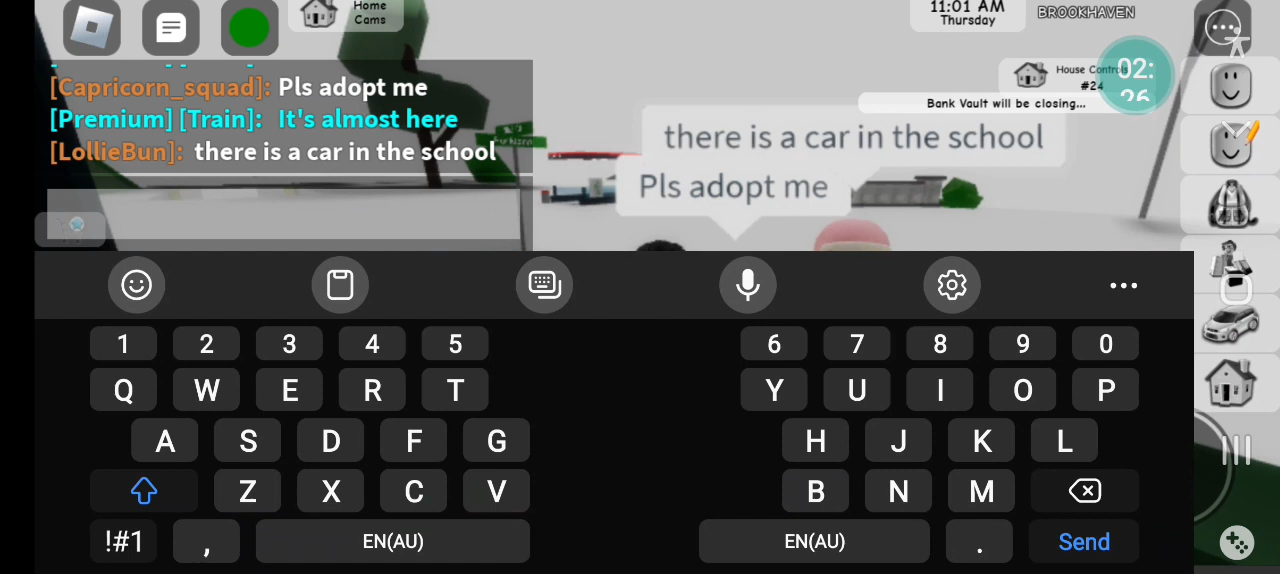 Home
Cams
11:01 AM
Thursday
BROOKHAVEN
House Controls
#24
02:
26
Bank Vault will be closing...
[Capricorn_squad]: Pls adopt me
[Premium] [Train]: It's almost here
[LollieBun]: there is a car in the school
there is a car in the school
Pls adopt me
1 2 3 4 5 6 7 8 9 0
Q W E R T Y U I O P
A S D F G H J K L
Z X C V B N M
!#1 , EN(AU) EN(AU) . Send